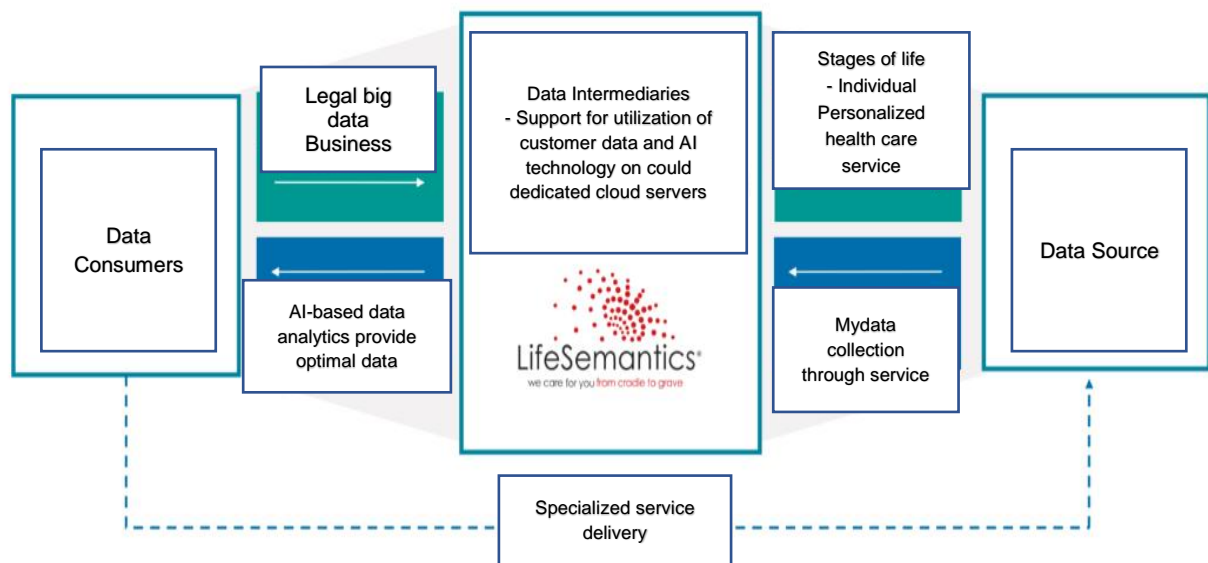 Data
Consumers
Legal big
data
Business
AI-based data
analytics provide
optimal data
Data Intermediaries
- Support for utilization of
customer data and AI
technology on could
dedicated cloud servers
LifeSemantics®
we care for you from cradle to grave
Stages of life
- Individual
Personalized
health care
service
Mydata
collection
through service
Data Source
Specialized service
delivery